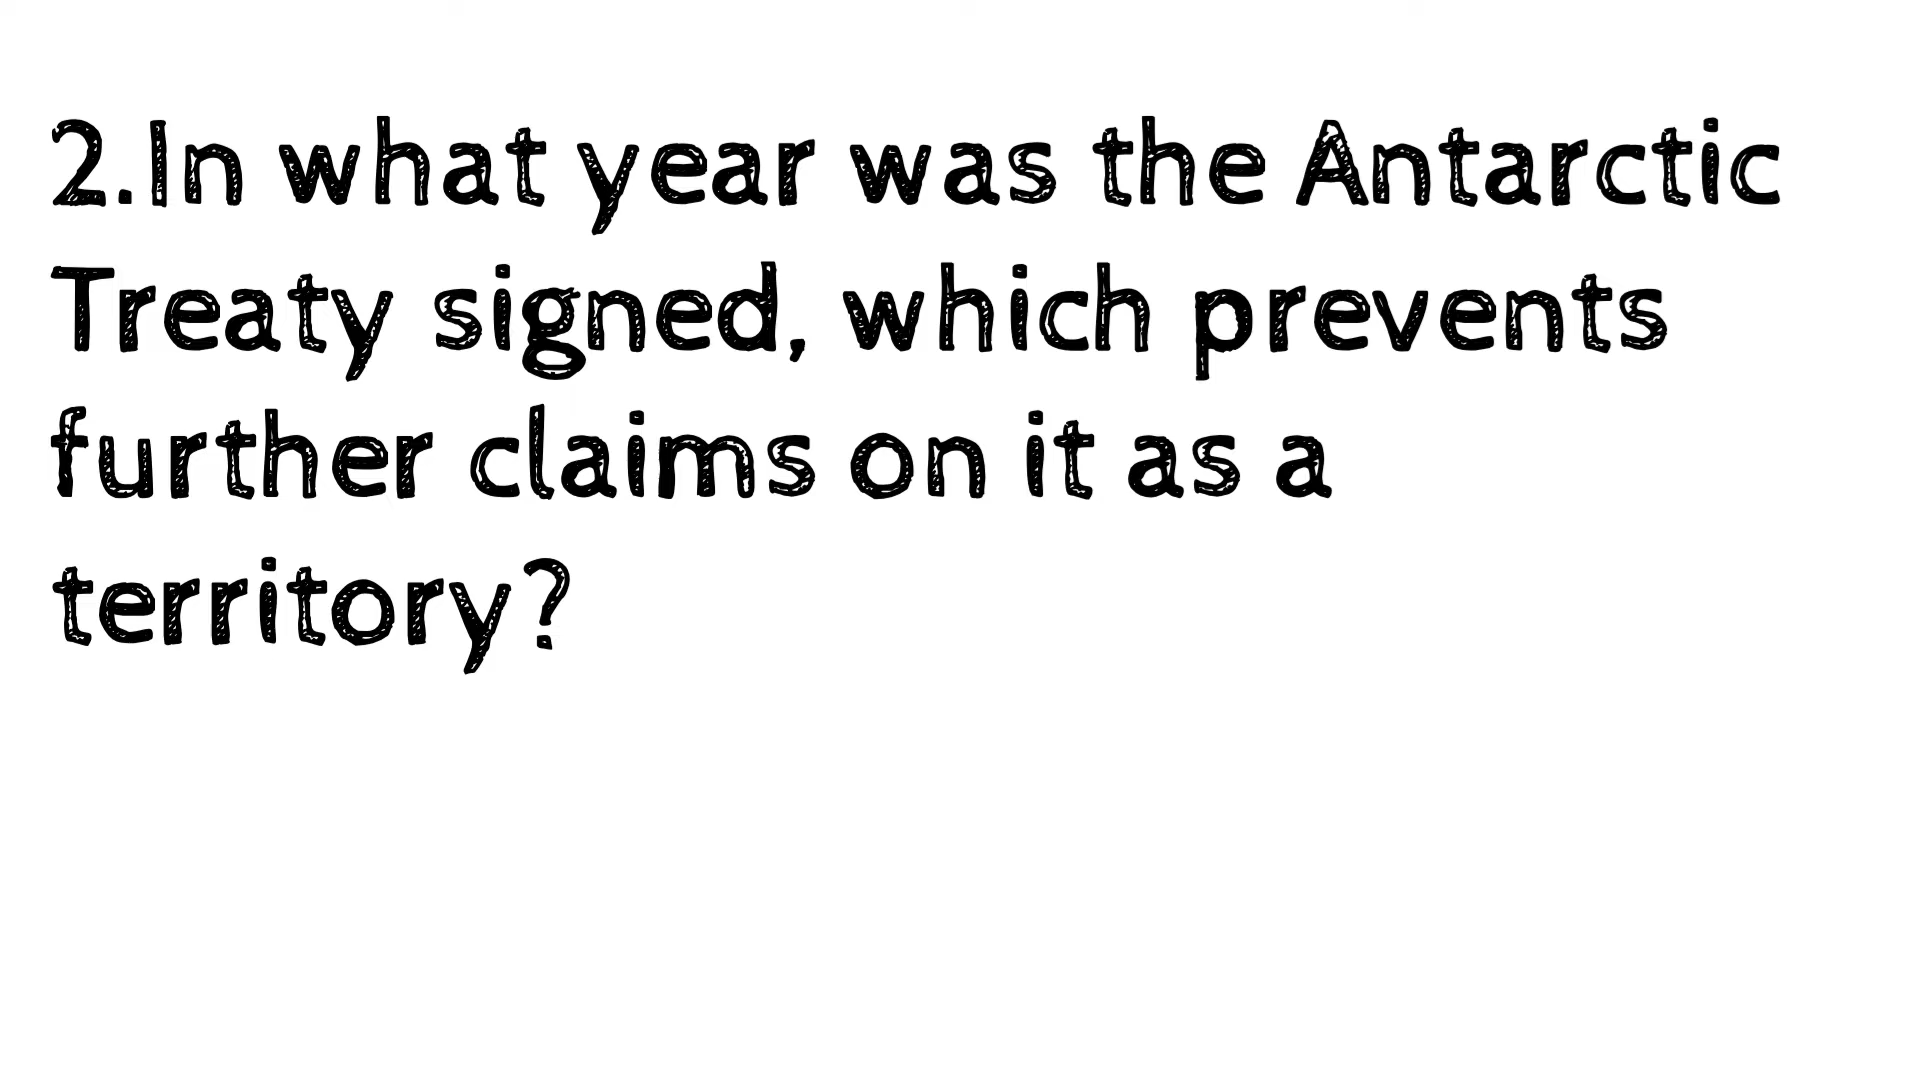 2.In what year was the Antarctic
Treaty signed, which prevents
further claims on it as a
territory?